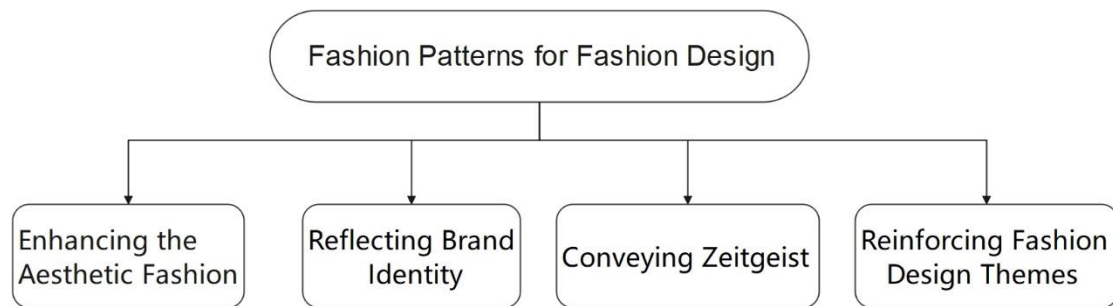 Fashion Patterns for Fashion Design
Enhancing the
Aesthetic Fashion
Reflecting Brand
Identity
Conveying Zeitgeist
Reinforcing Fashion
Design Themes